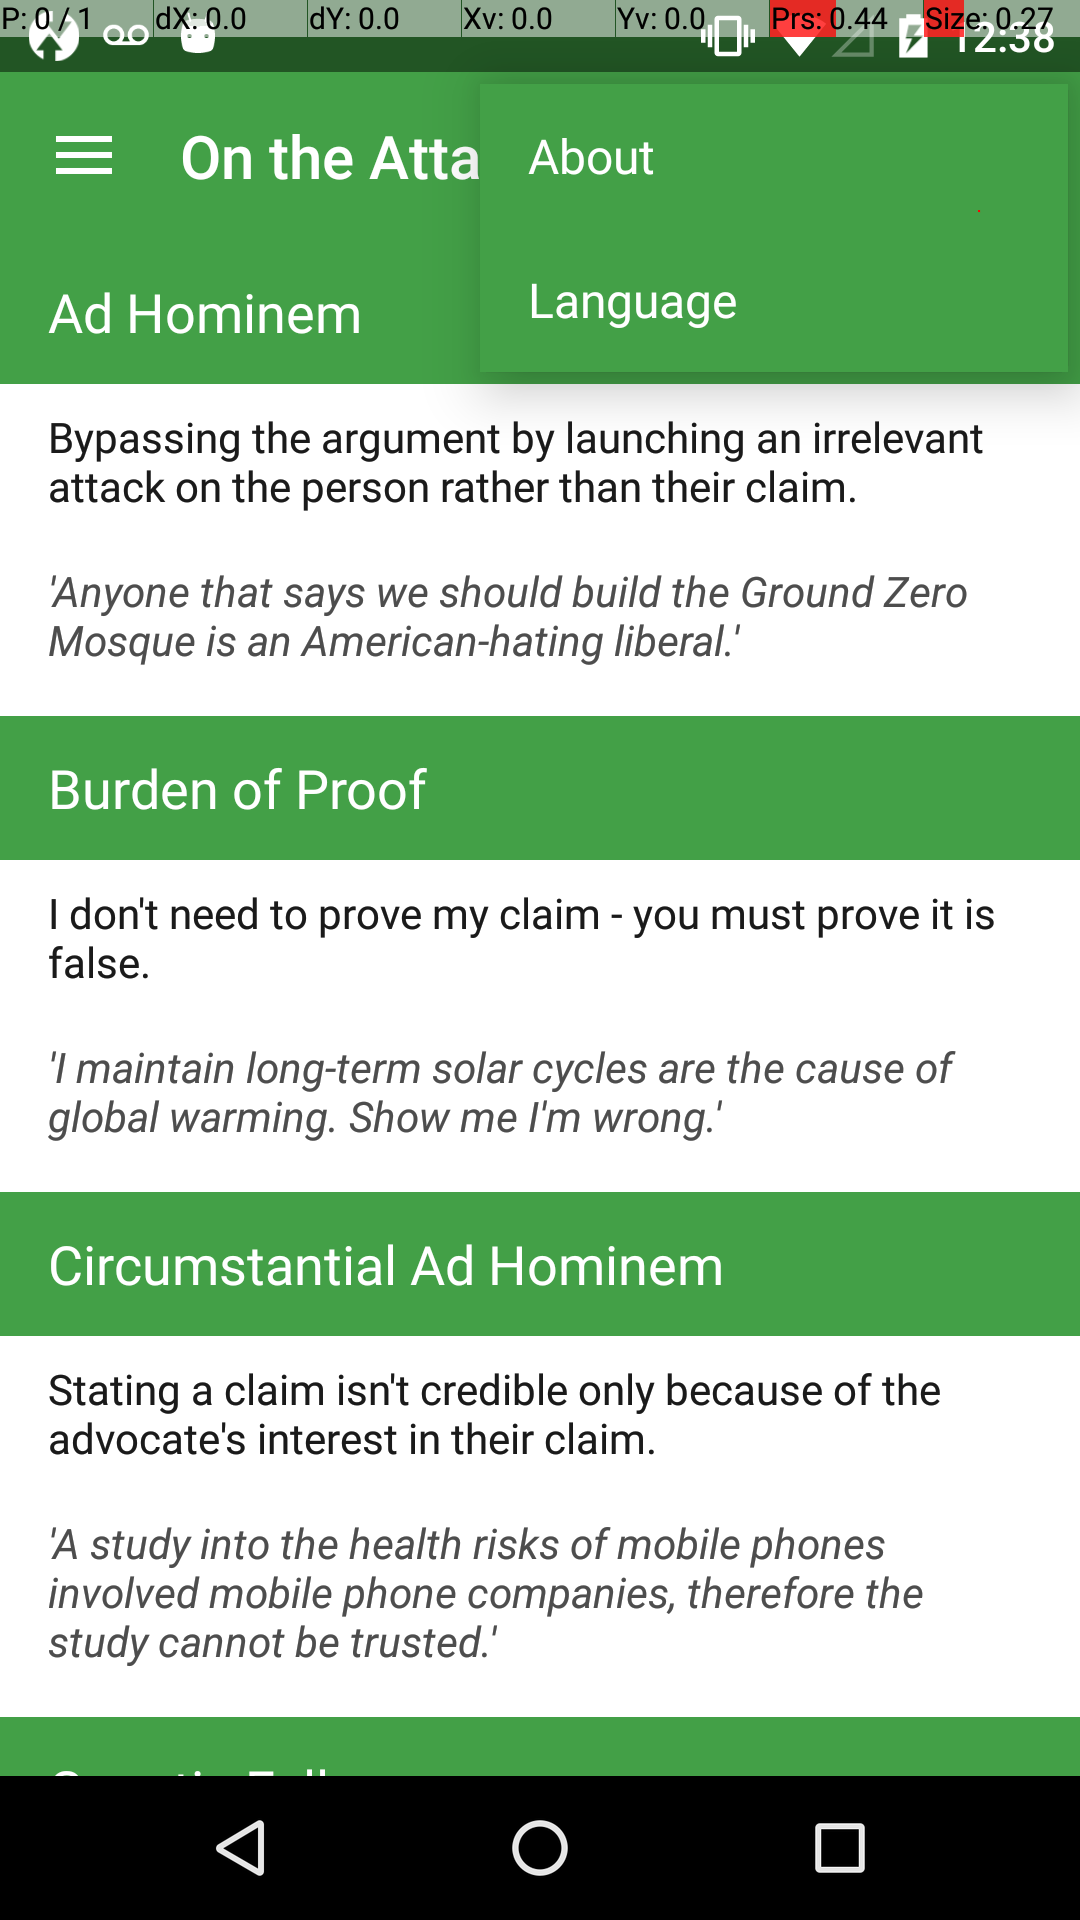 P: 0 / 1 dX: 0.0 dY: 0.0 Xv: 0.0 Yv: 0.0 Prs: 0.44 Size: 0.27
12:38
On the Atta
About
Language
Ad Hominem
Bypassing the argument by launching an irrelevant
attack on the person rather than their claim.
'Anyone that says we should build the Ground Zero
Mosque is an American-hating liberal.'
Burden of Proof
I don't need to prove my claim - you must prove it is
false.
'I maintain long-term solar cycles are the cause of
global warming. Show me I'm wrong.'
Circumstantial Ad Hominem
Stating a claim isn't credible only because of the
advocate's interest in their claim.
'A study into the health risks of mobile phones
involved mobile phone companies, therefore the
study cannot be trusted.'